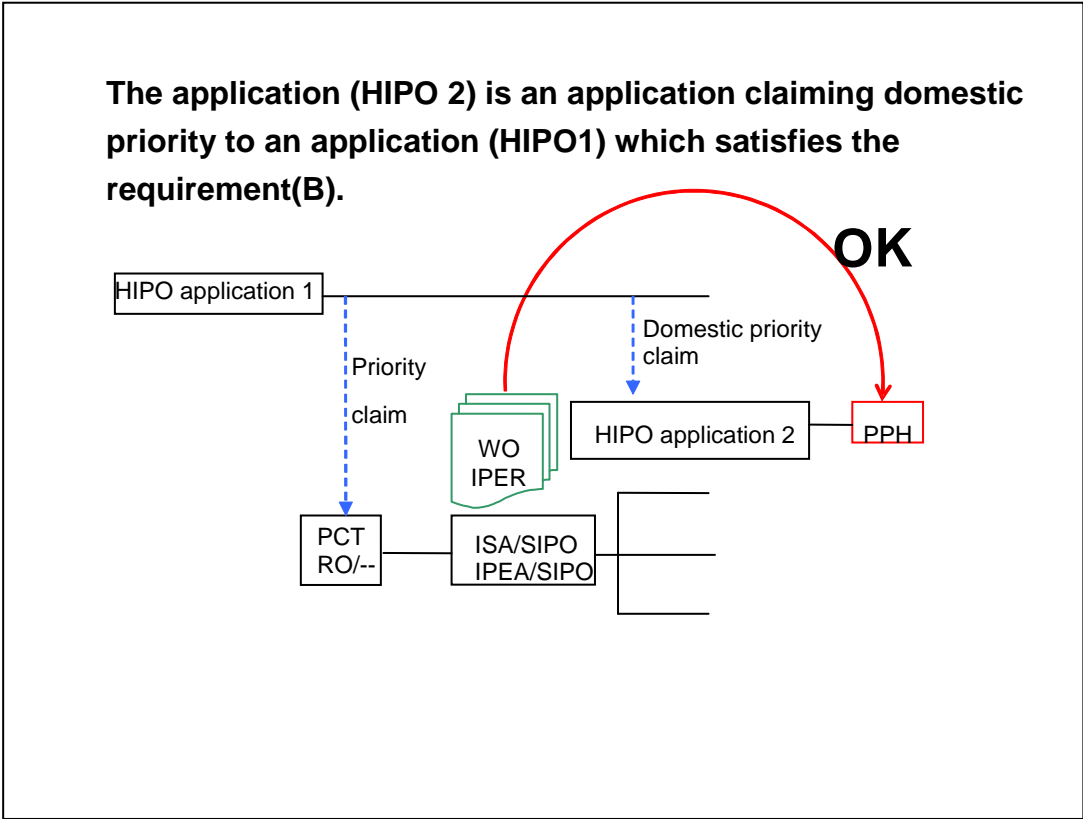 The application (HIPO 2) is an application claiming domestic
priority to an application (HIPO1) which satisfies the
requirement(B).
OK
HIPO application 1
Domestic priority
claim
Priority
claim
WO
IPER
HIPO application 2
PPH
PCT
RO/--
ISA/SIPO
IPEA/SIPO